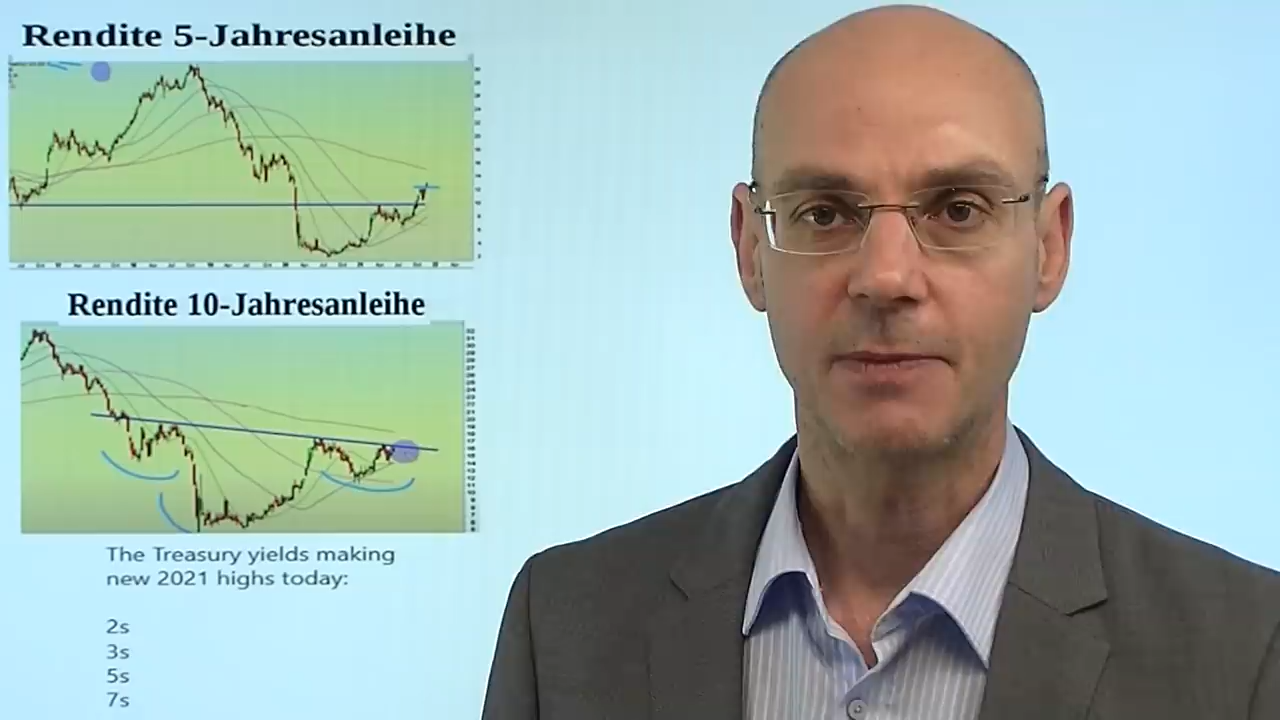 Rendite 5-Jahresanleihe
Rendite 10-Jahresanleihe
The Treasury yields making
new 2021 highs today:
2s
3s
5s
7s